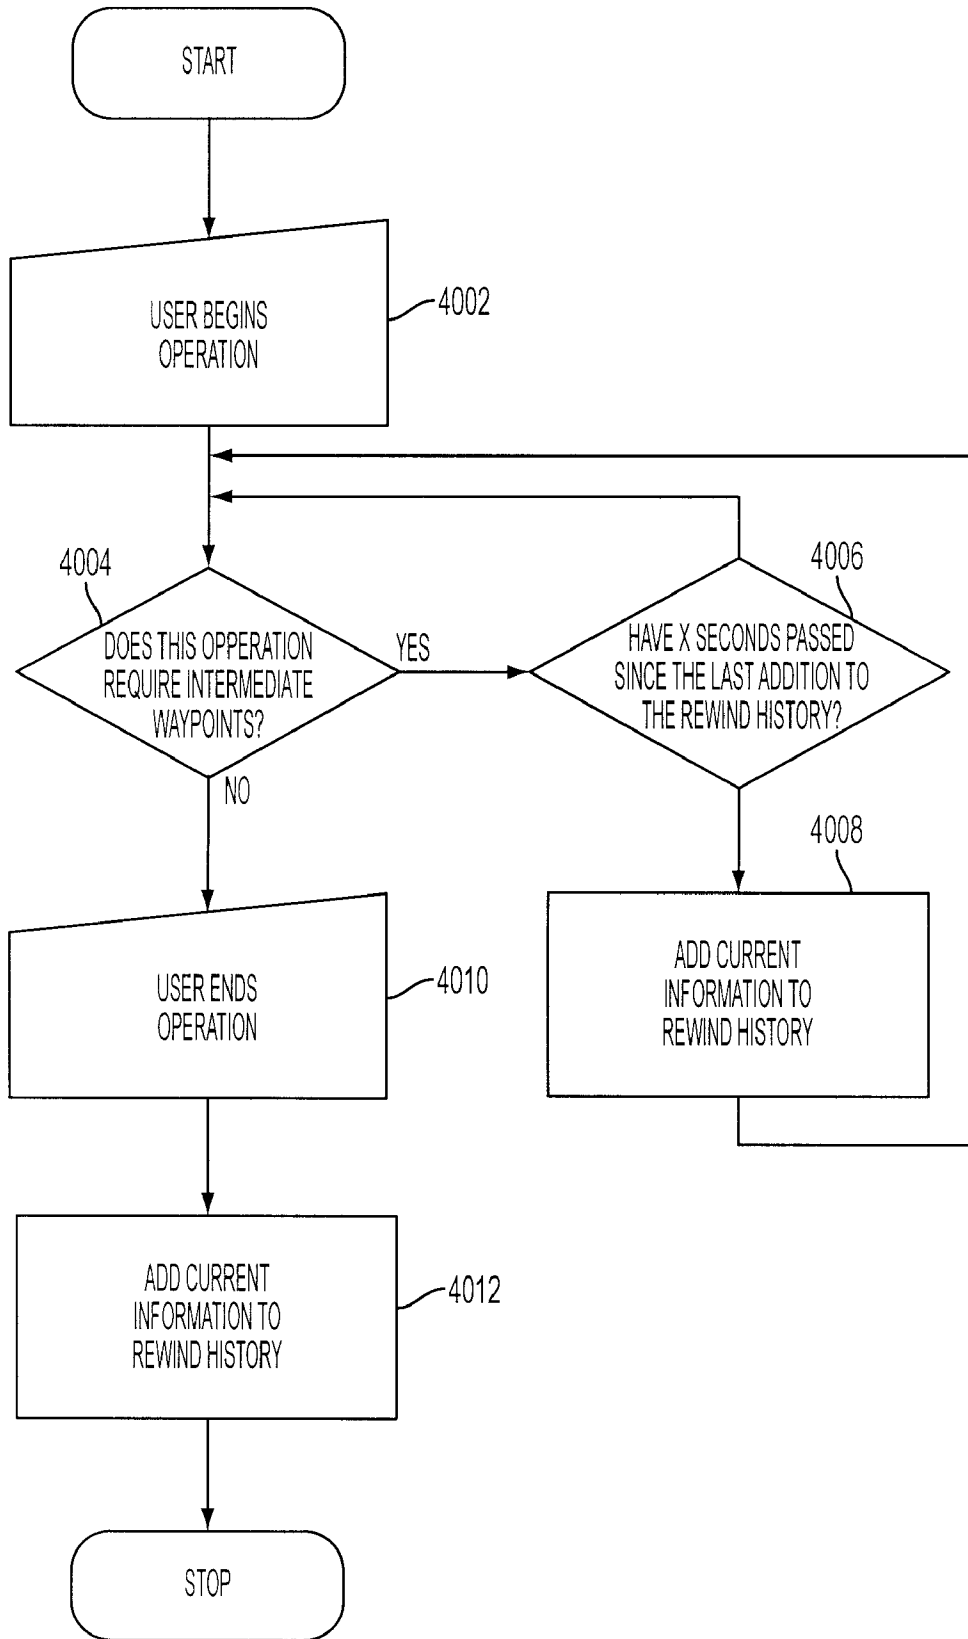 START
USER BEGINS
OPERATION
4002
4004
DOES THIS OPPERATION
REQUIRE INTERMEDIATE
WAYPOINTS?
YES
NO
4006
HAVE X SECONDS PASSED
SINCE THE LAST ADDITION TO
THE REWIND HISTORY?
4008
ADD CURRENT
INFORMATION TO
REWIND HISTORY
USER ENDS
OPERATION
4010
ADD CURRENT
INFORMATION TO
REWIND HISTORY
4012
STOP